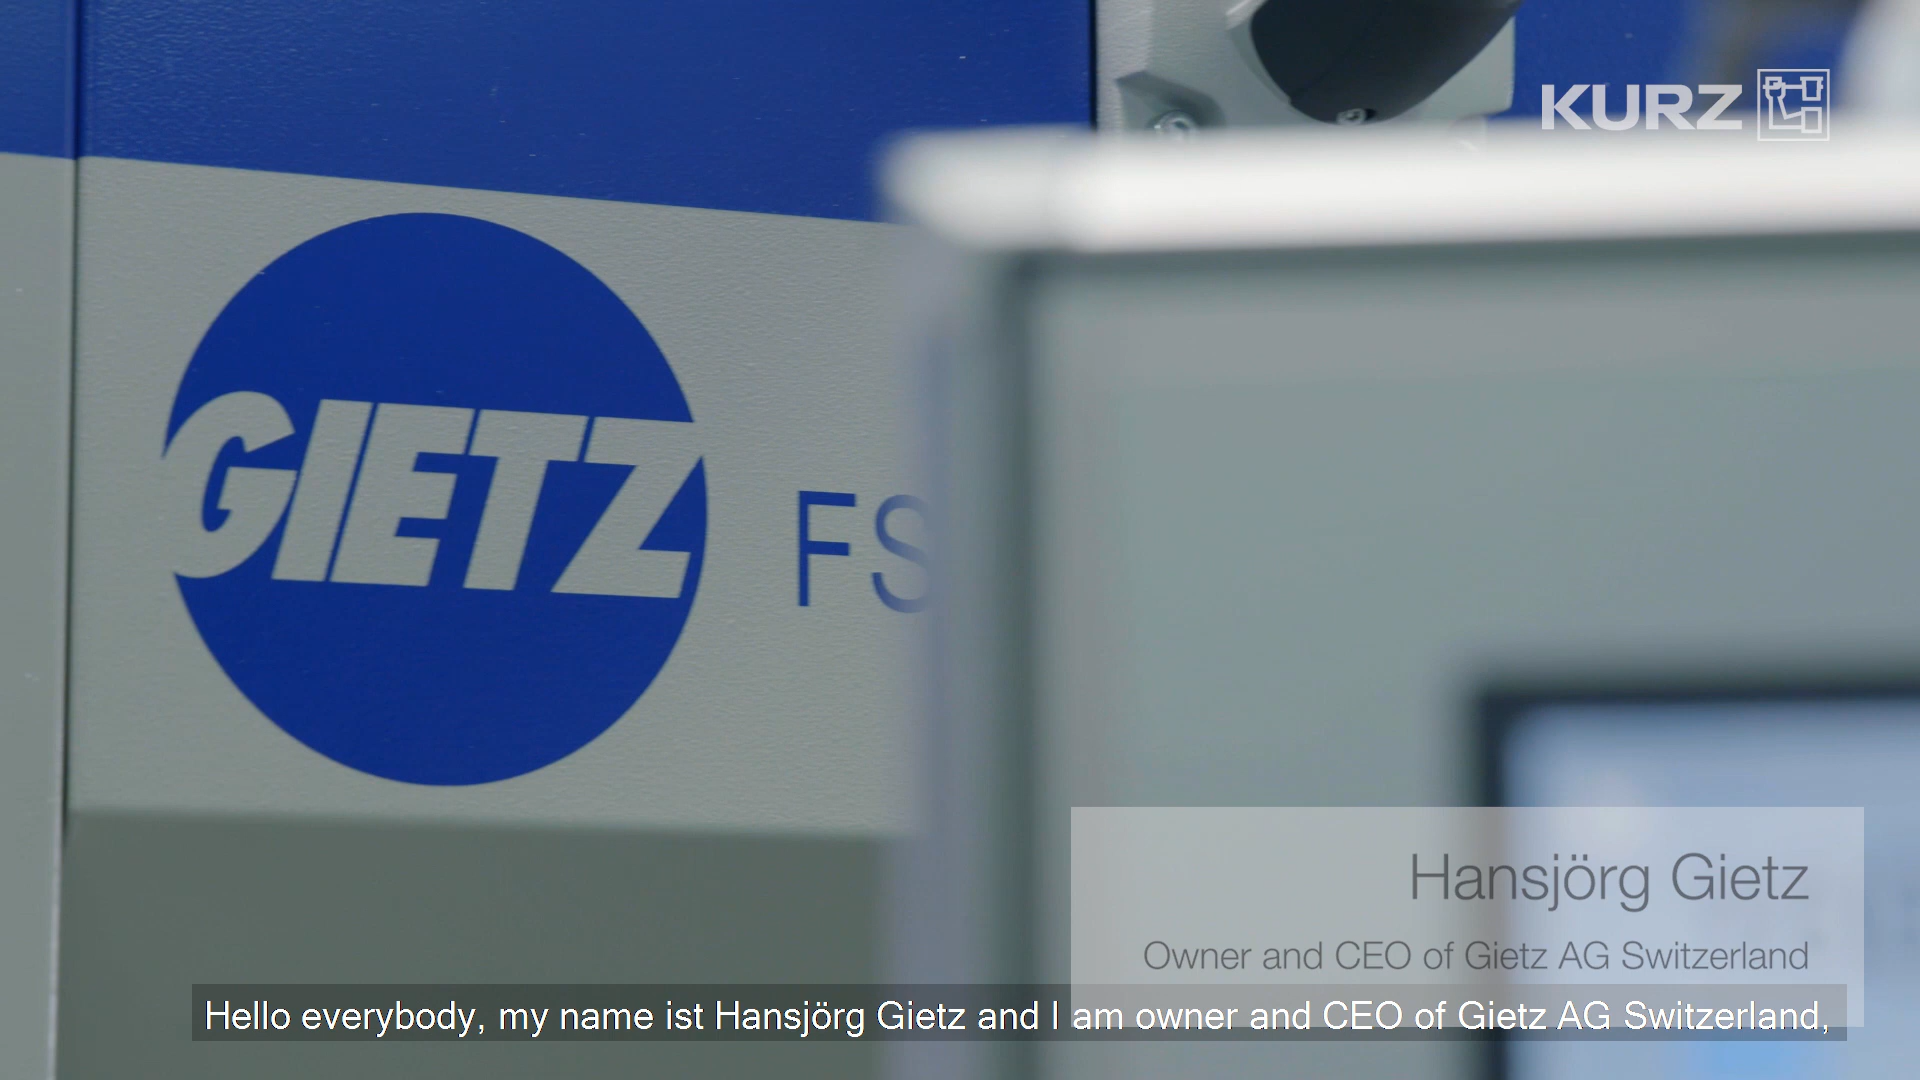 KURZ
GIETZ FS
Hansjörg Gietz
Owner and CEO of Gietz AG Switzerland
Hello everybody, my name ist Hansjörg Gietz and I am owner and CEO of Gietz AG Switzerland,